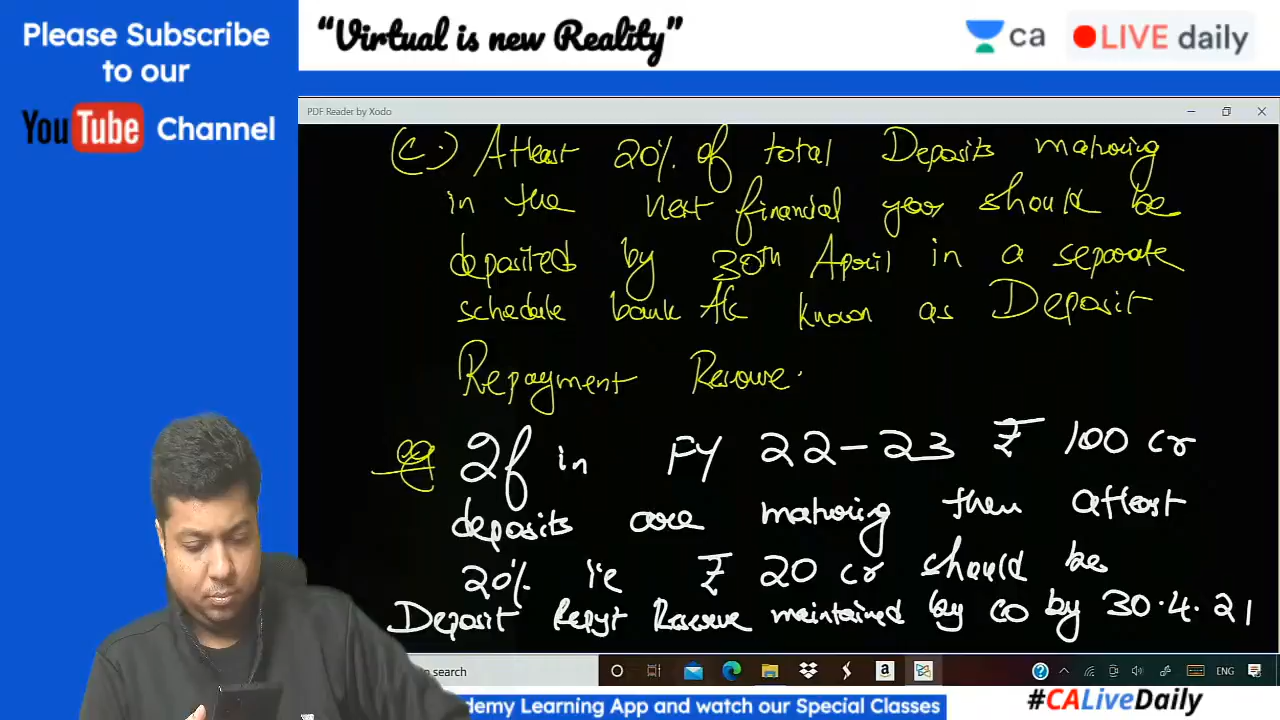 Please Subscribe
to our
YouTube Channel
“Virtual is new Reality”
ca
LIVE daily
PDF Reader by Xodo
(C.) Atleast 20% of total Deposits maturing
in the next financial year should be
deposited by 30th April in a separate
schedule bank A/c known as Deposit
Repayment Reserve.
eg If in FY 22-23 ₹ 100 cr
deposits are maturing then atleast
20% ie ₹ 20 cr should be
Deposit Repyt Reserve maintained by co by 30.4.21
search
a
ENG
demy Learning App and watch our Special Classes
#CALiveDaily